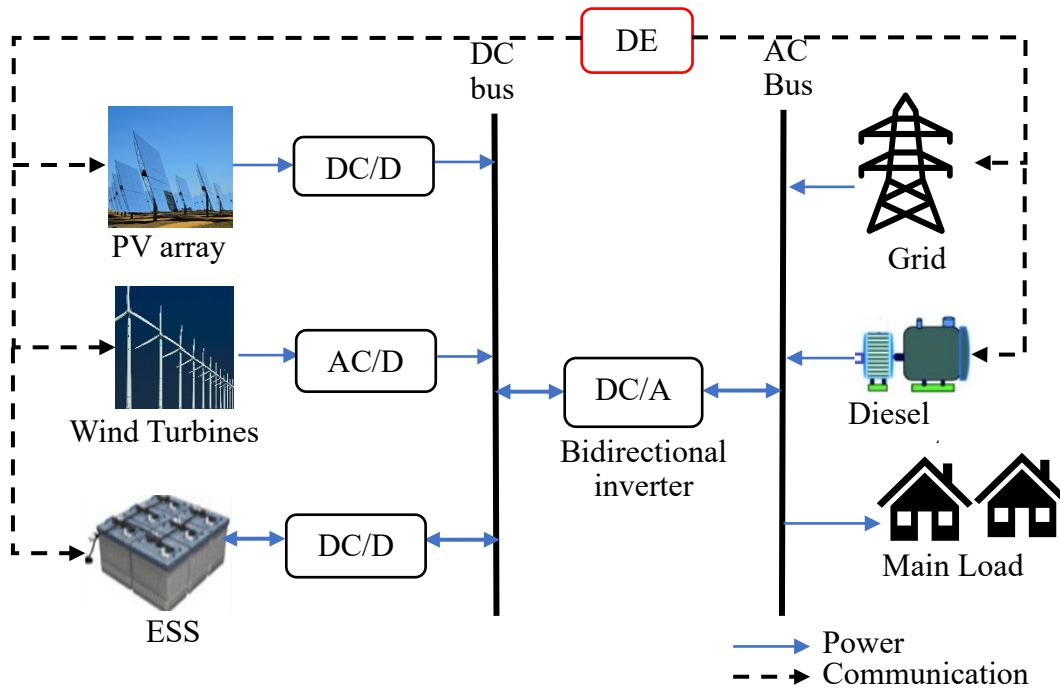 DE
DC
bus
AC
Bus
DC/D
PV array
Grid
AC/D
Wind Turbines
DC/A
Bidirectional
inverter
Diesel
DC/D
ESS
Main Load
Power
Communication